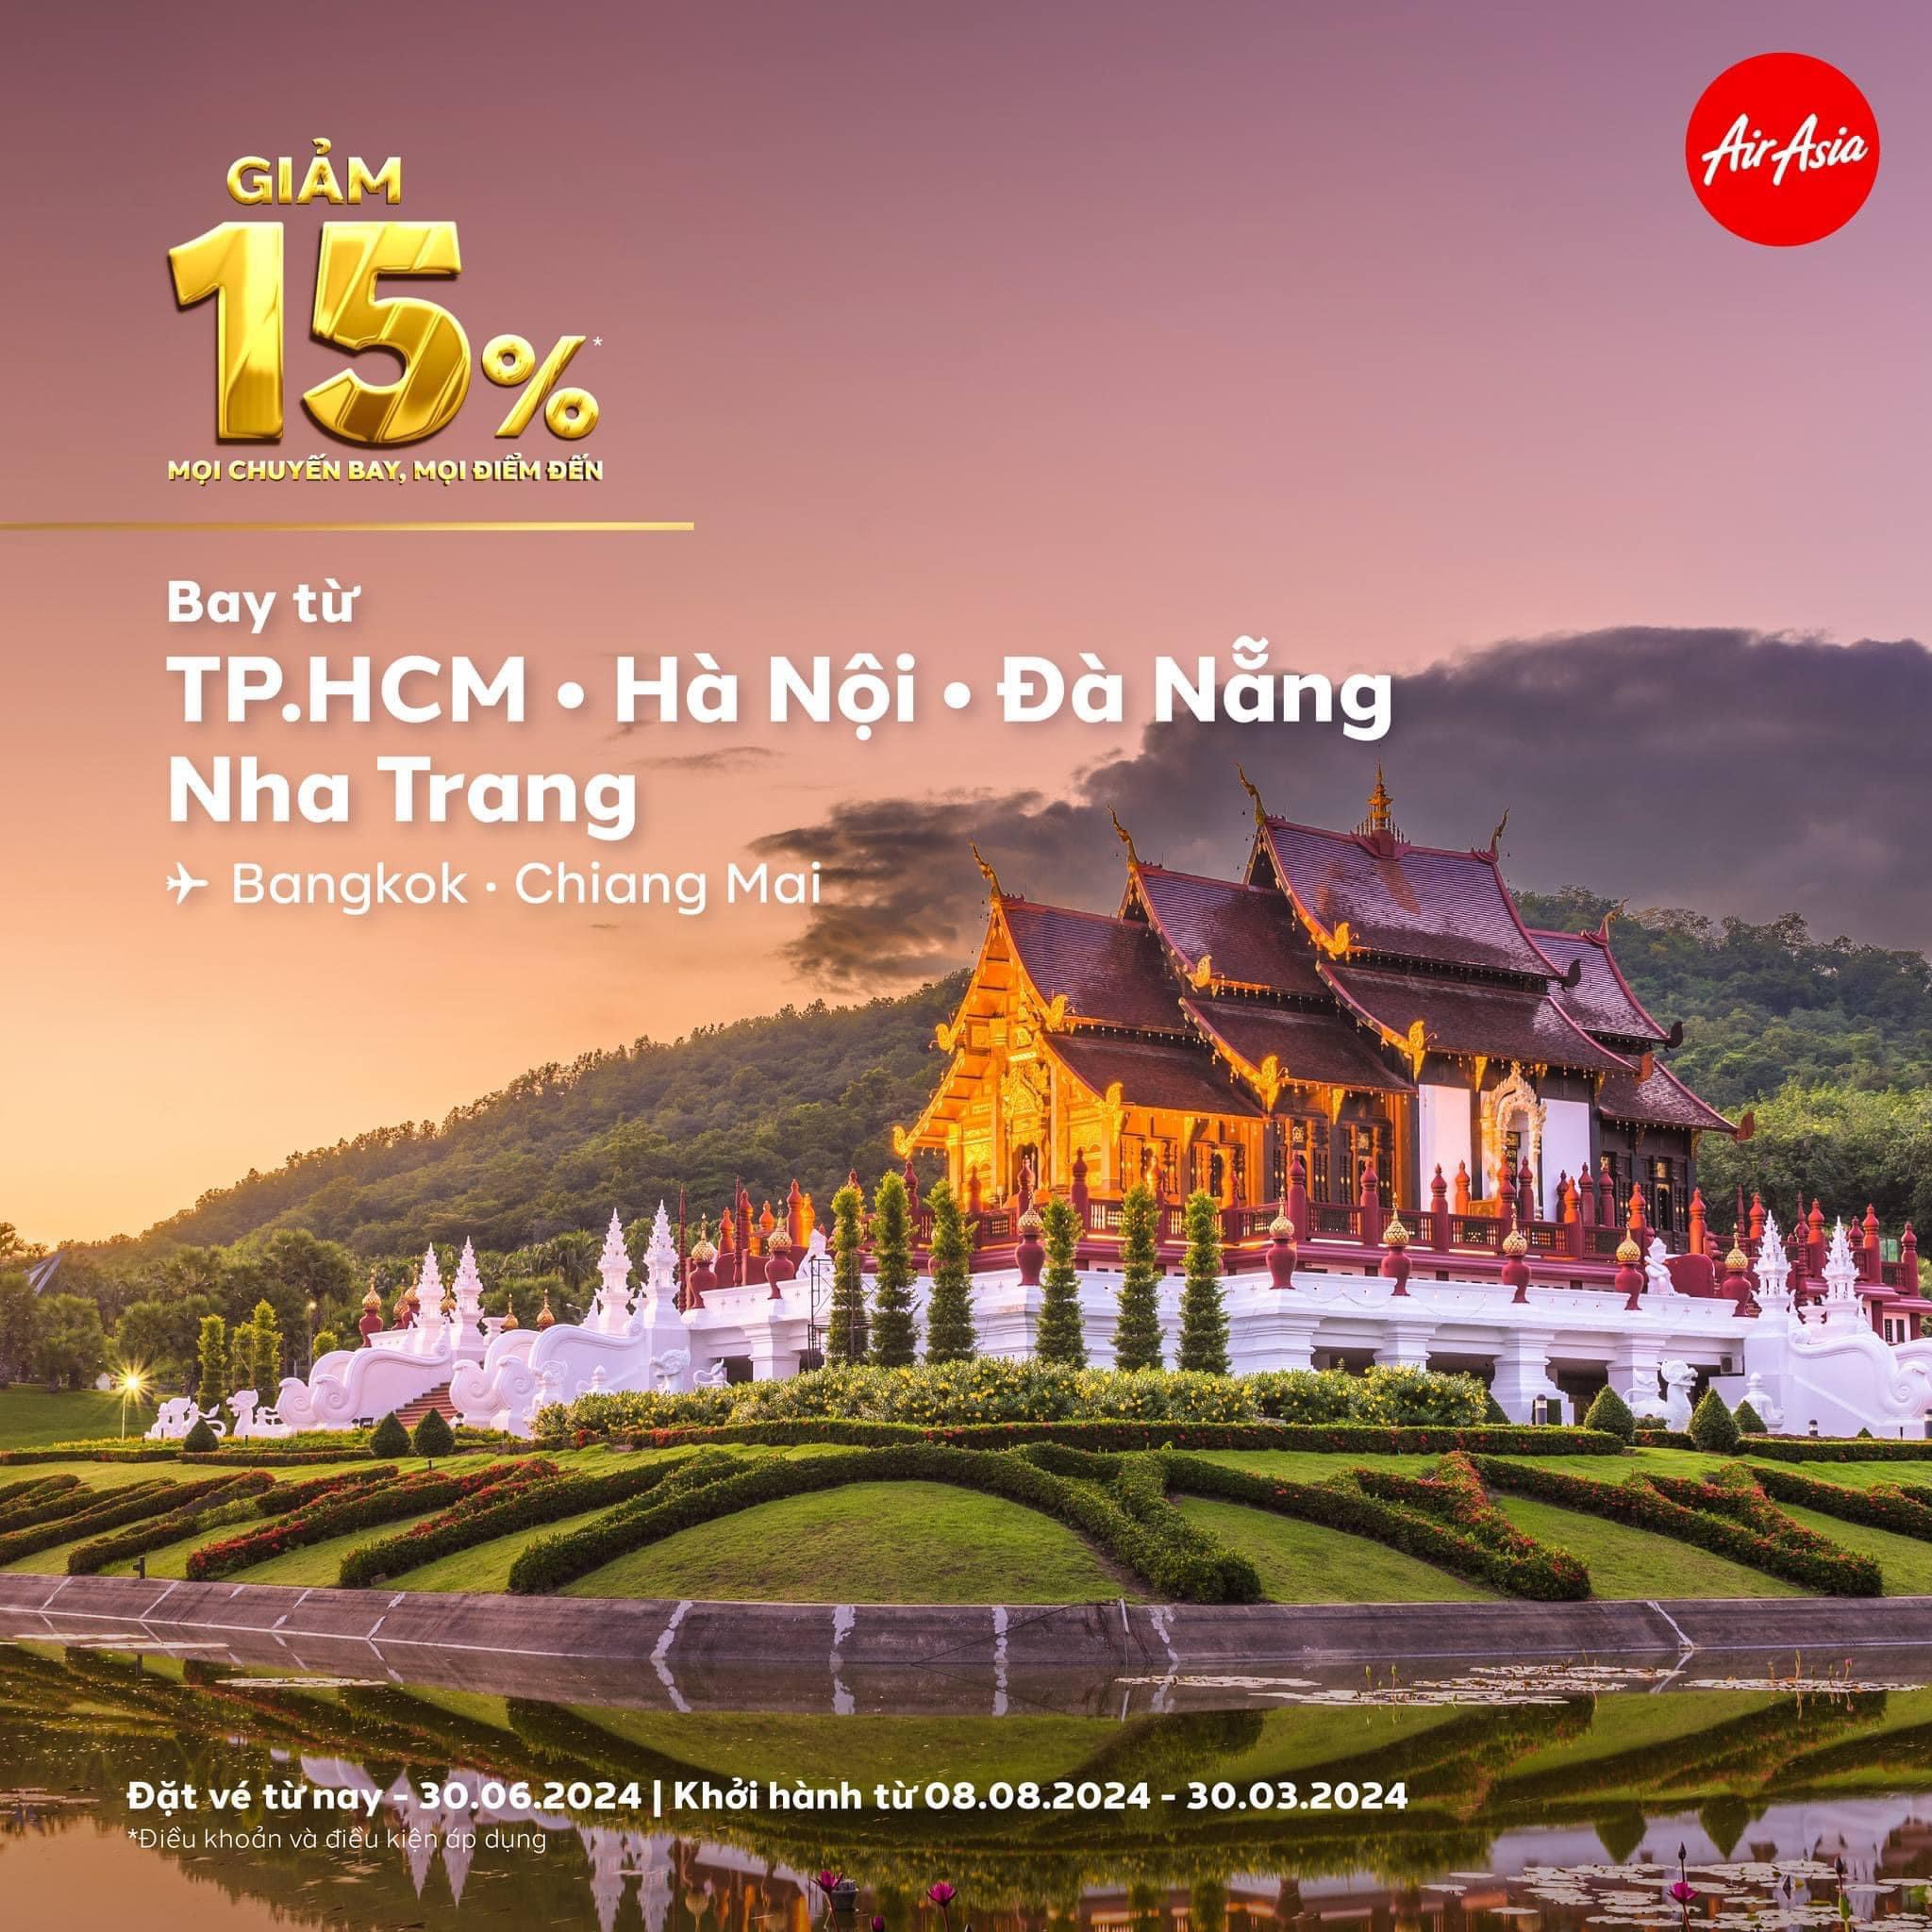 AirAsia
GIẢM
15%*
MỌI CHUYẾN BAY, MỌI ĐIỂM ĐẾN
Bay từ
TP.HCM • Hà Nội • Đà Nẵng
Nha Trang
Bangkok • Chiang Mai
Đặt vé từ nay - 30.06.2024 | Khởi hành từ 08.08.2024 - 30.03.2024
*Điều khoản và điều kiện áp dụng